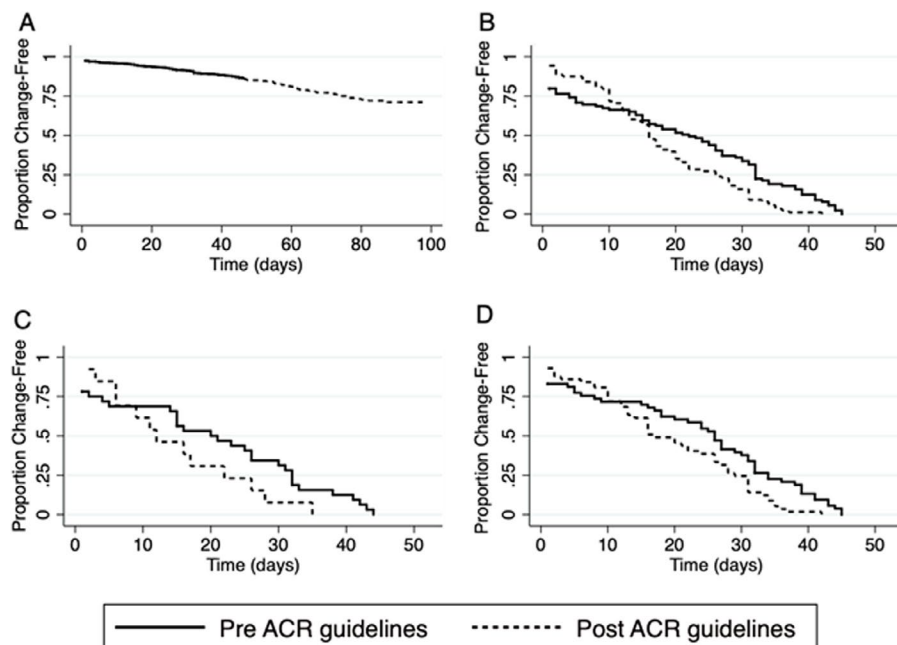 A
Proportion Change-Free
1
.75
.5
.25
0
0 20 40 60 80 100
Time (days)
B
Proportion Change-Free
1
.75
.5
.25
0
0 10 20 30 40 50
Time (days)
C
Proportion Change-Free
1
.75
.5
.25
0
0 10 20 30 40 50
Time (days)
D
Proportion Change-Free
1
.75
.5
.25
0
0 10 20 30 40 50
Time (days)
Pre ACR guidelines Post ACR guidelines